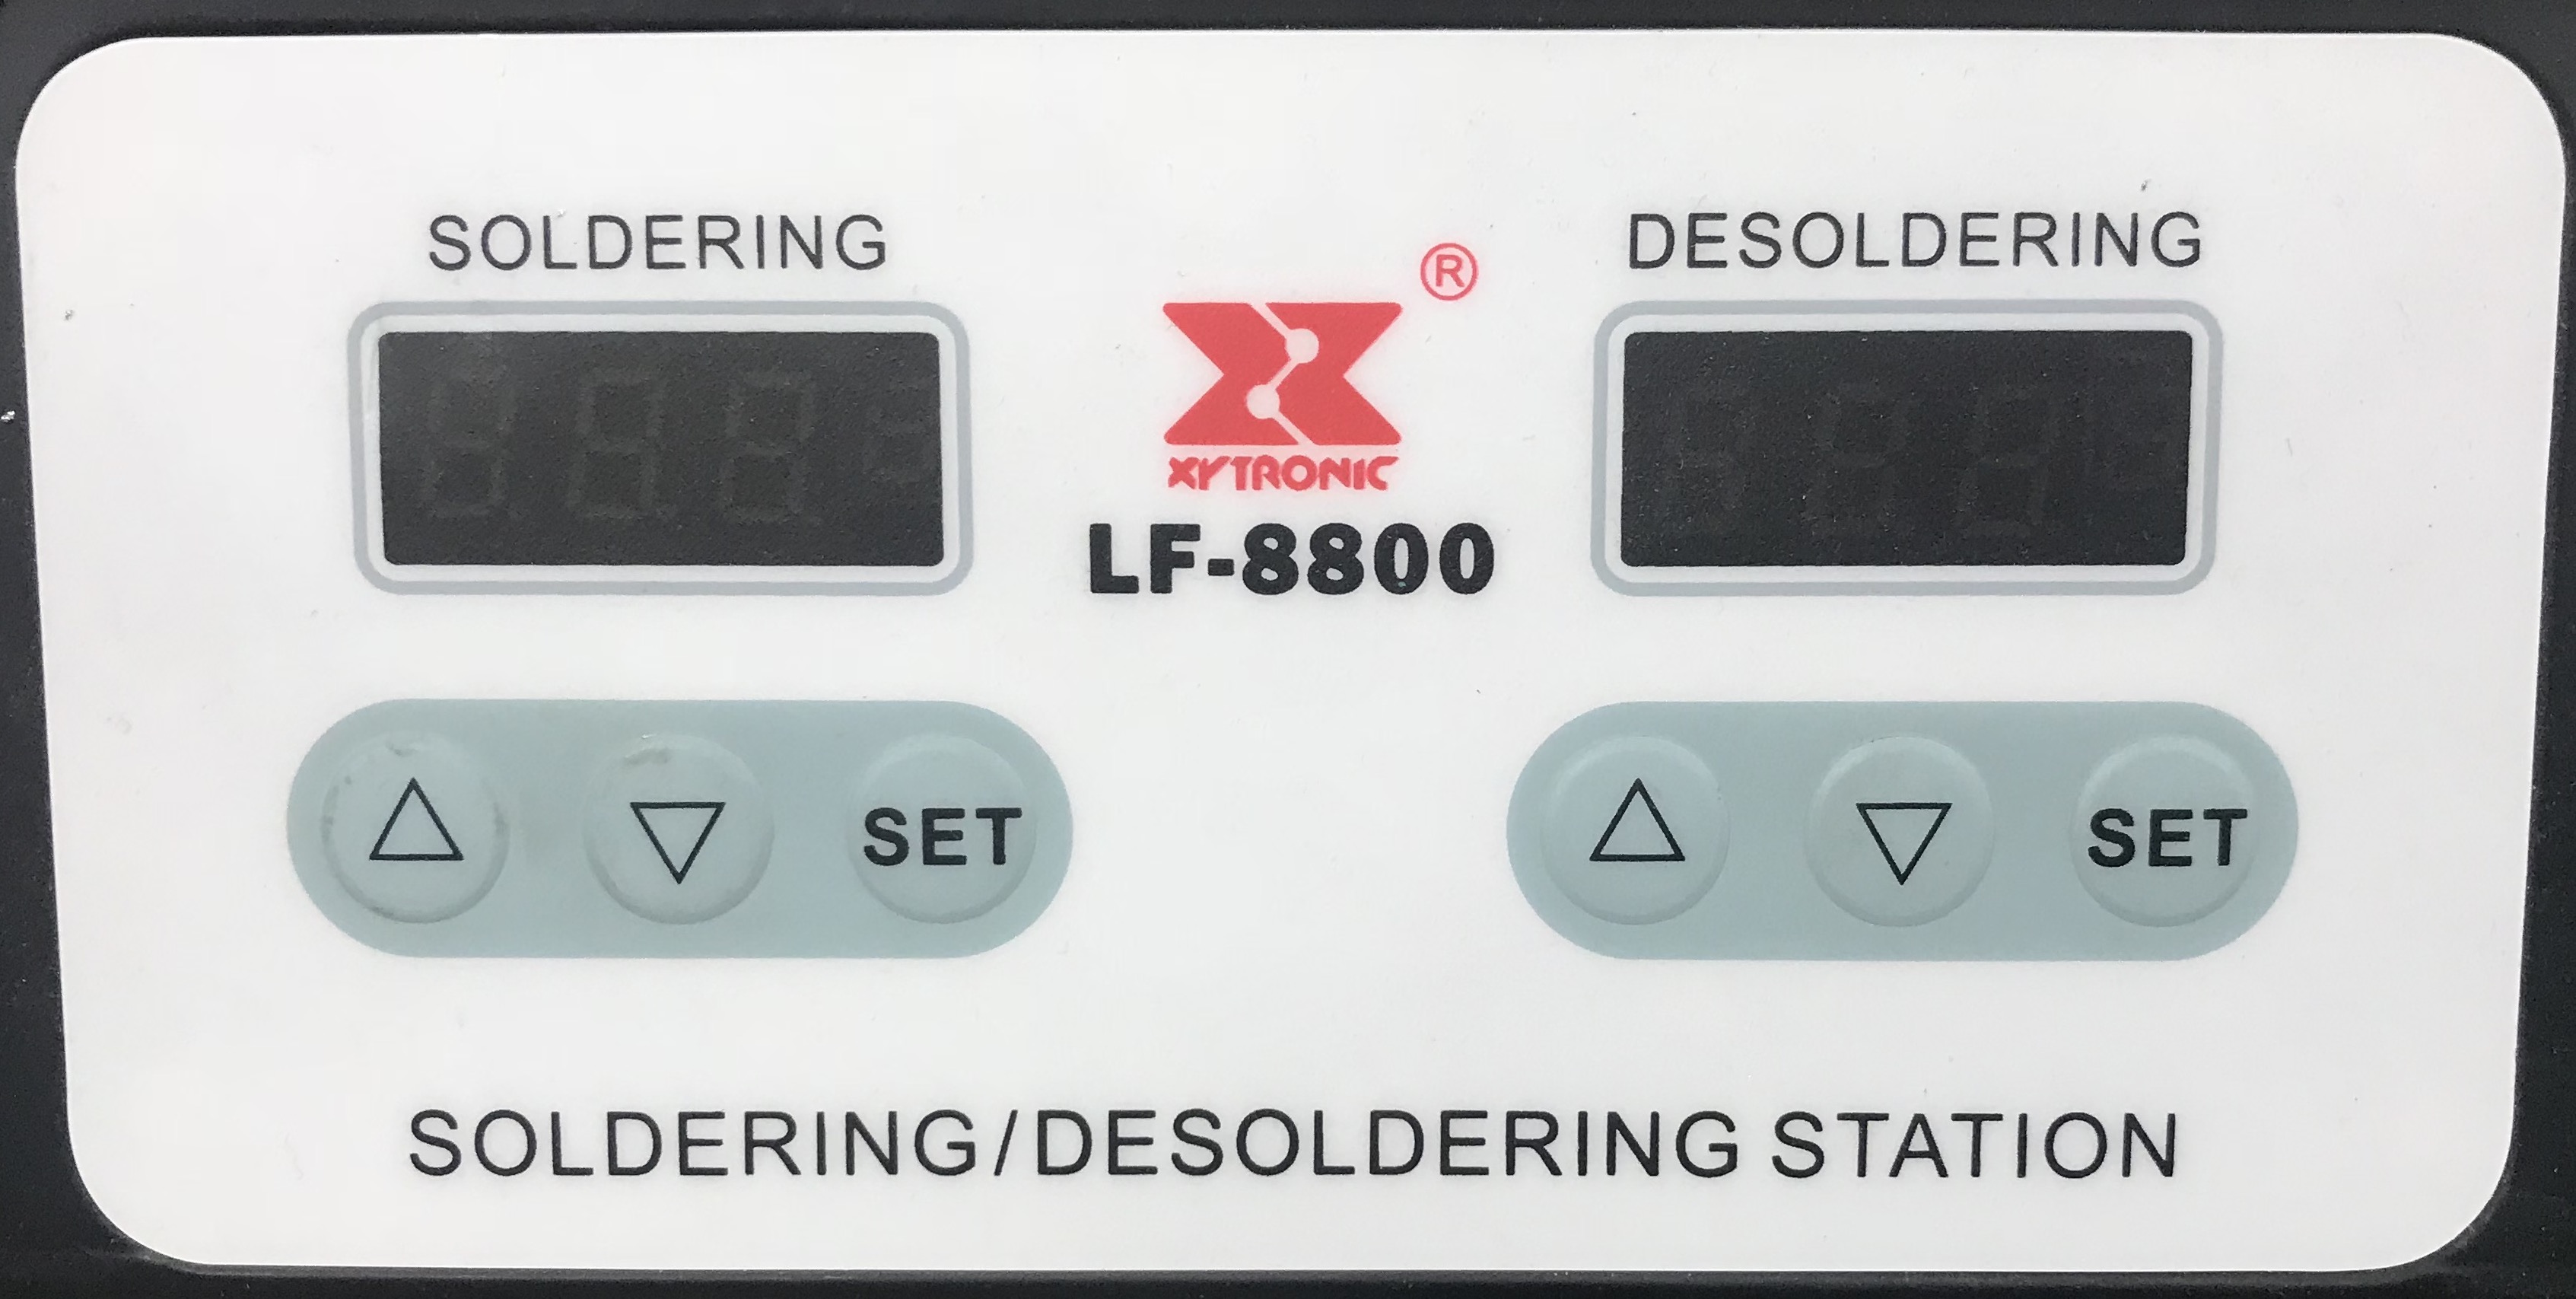 SOLDERING
DESOLDERING
®
XYTRONIC
LF-8800
SET
SET
SOLDERING/DESOLDERING STATION